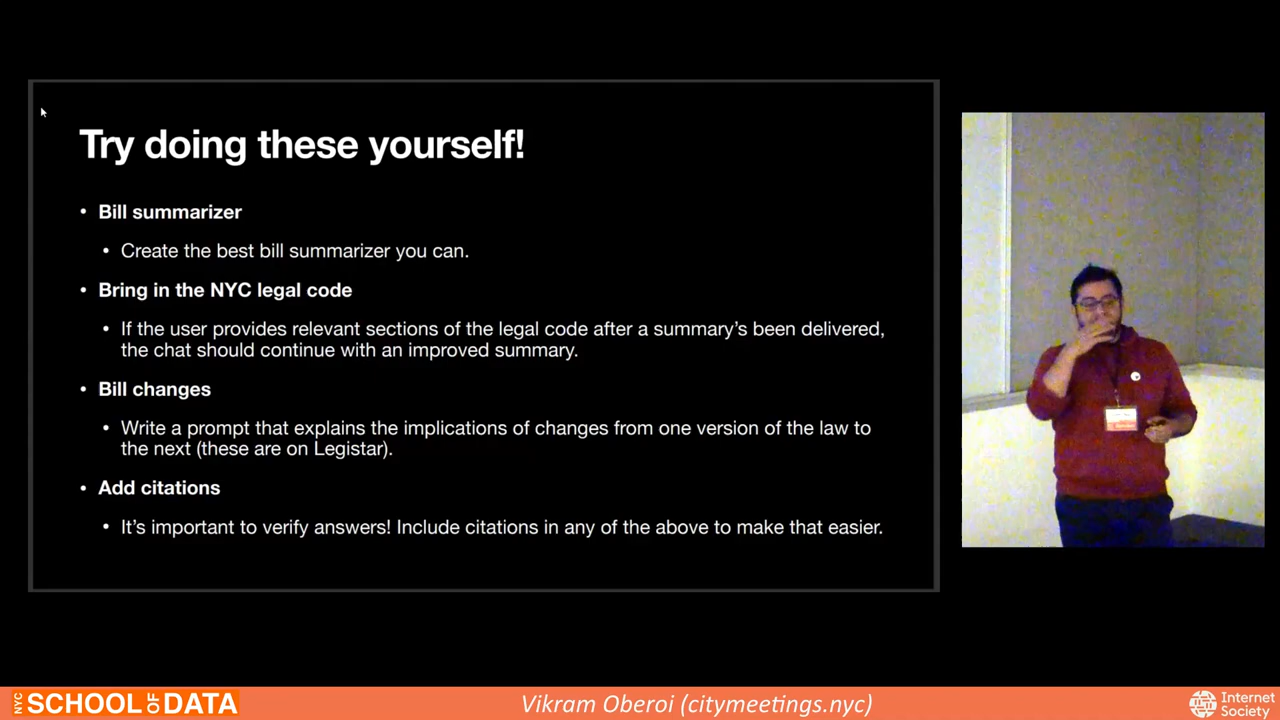 Try doing these yourself!
• Bill summarizer
• Create the best bill summarizer you can.
• Bring in the NYC legal code
• If the user provides relevant sections of the legal code after a summary's been delivered,
the chat should continue with an improved summary.
• Bill changes
• Write a prompt that explains the implications of changes from one version of the law to
the next (these are on Legistar).
• Add citations
• It's important to verify answers! Include citations in any of the above to make that easier.
NYC SCHOOL OF DATA
Vikram Oberoi (citymeetings.nyc)
Internet
Society